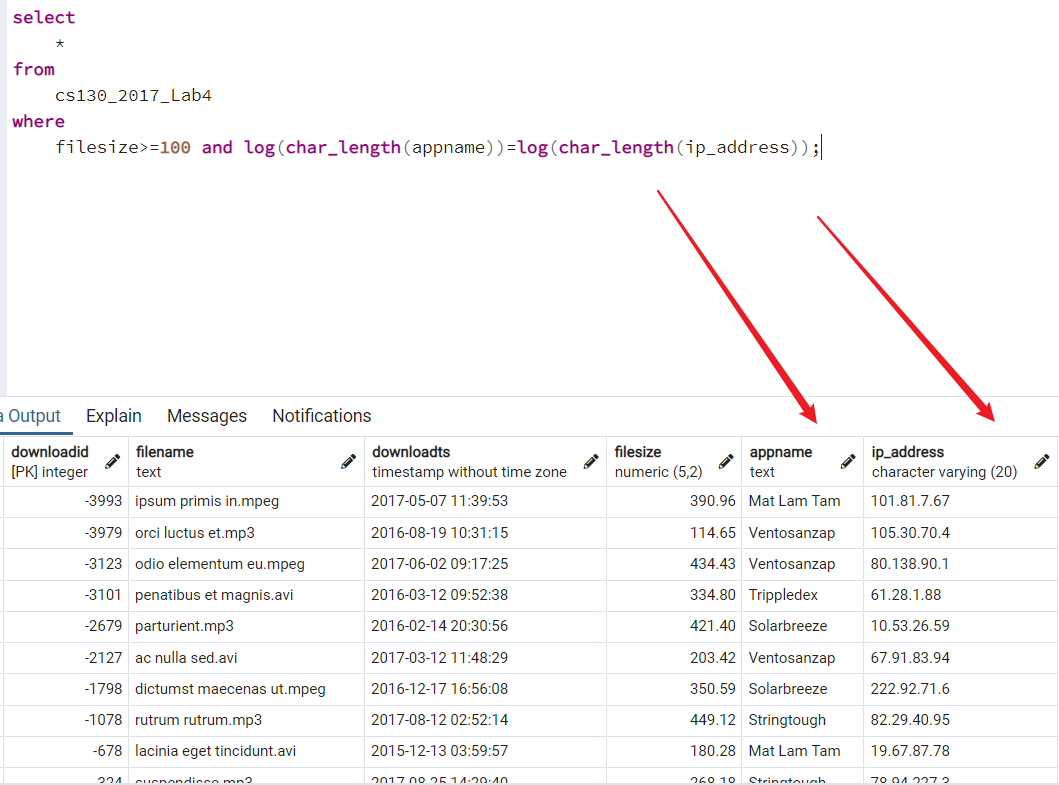 select
*
from
cs130_2017_Lab4
where
filesize>=100 and log(char_length(appname))=log(char_length(ip_address));
a Output Explain Messages Notifications
downloadid filename downloadts filesize appname ip_address
[PK] integer text timestamp without time zone numeric (5,2) text character varying (20)
-3993 ipsum primis in.mpeg 2017-05-07 11:39:53 390.96 Mat Lam Tam 101.81.7.67
-3979 orci luctus et.mp3 2016-08-19 10:31:15 114.65 Ventosanzap 105.30.70.4
-3123 odio elementum eu.mpeg 2017-06-02 09:17:25 434.43 Ventosanzap 80.138.90.1
-3101 penatibus et magnis.avi 2016-03-12 09:52:38 334.80 Trippledex 61.28.1.88
-2679 parturient.mp3 2016-02-14 20:30:56 421.40 Solarbreeze 10.53.26.59
-2127 ac nulla sed.avi 2017-03-12 11:48:29 203.42 Ventosanzap 67.91.83.94
-1798 dictumst maecenas ut.mpeg 2016-12-17 16:56:08 350.59 Solarbreeze 222.92.71.6
-1078 rutrum rutrum.mp3 2017-08-12 02:52:14 449.12 Stringtough 82.29.40.95
-678 lacinia eget tincidunt.avi 2015-12-13 03:59:57 180.28 Mat Lam Tam 19.67.87.78
-324 suspendisse.mp3 2017-08-25 14:29:40 268.18 Stringtough 78.94.227.3